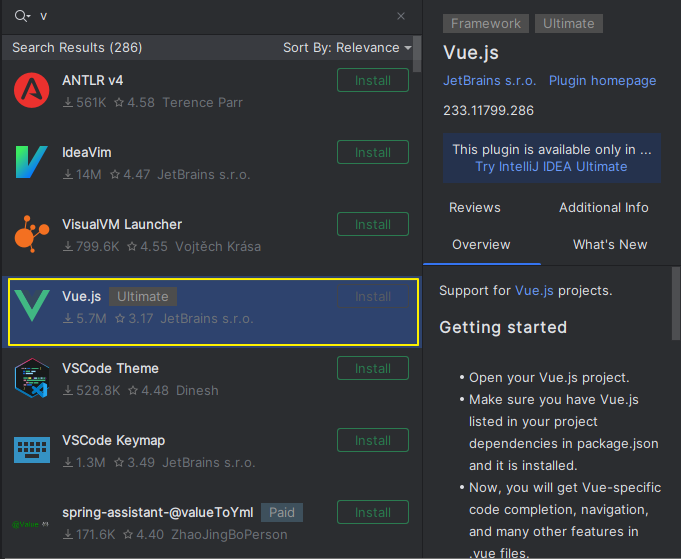 v
Search Results (286) Sort By: Relevance
ANTLR v4 Install
561K 4.58 Terence Parr
IdeaVim Install
14M 4.47 JetBrains s.r.o.
VisualVM Launcher Install
799.6K 4.55 Vojtěch Krása
Vue.js Ultimate Install
5.7M 3.17 JetBrains s.r.o.
VSCode Theme Install
528.8K 4.48 Dinesh
VSCode Keymap Install
1.3M 3.49 JetBrains s.r.o.
spring-assistant-@valueToYml Paid Install
@Value
171.6K 4.40 ZhaoJingBoPerson
Framework Ultimate
Vue.js
JetBrains s.r.o. Plugin homepage
233.11799.286
This plugin is available only in ...
Try IntelliJ IDEA Ultimate
Reviews Additional Info
Overview What's New
Support for Vue.js projects.
Getting started
• Open your Vue.js project.
• Make sure you have Vue.js
listed in your project
dependencies in package.json
and it is installed.
• Now, you will get Vue-specific
code completion, navigation,
and many other features in
.vue files.